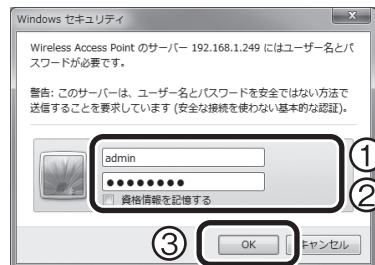 Windows セキュリティ
Wireless Access Point のサーバー 192.168.1.249 にはユーザー名とパ
スワードが必要です。
警告: このサーバーは、ユーザー名とパスワードを安全ではない方法で
送信することを要求しています (安全な接続を使わない基本的な認証)。
admin
●●●●●●●●
資格情報を記憶する
①
②
③
OK
キャンセル